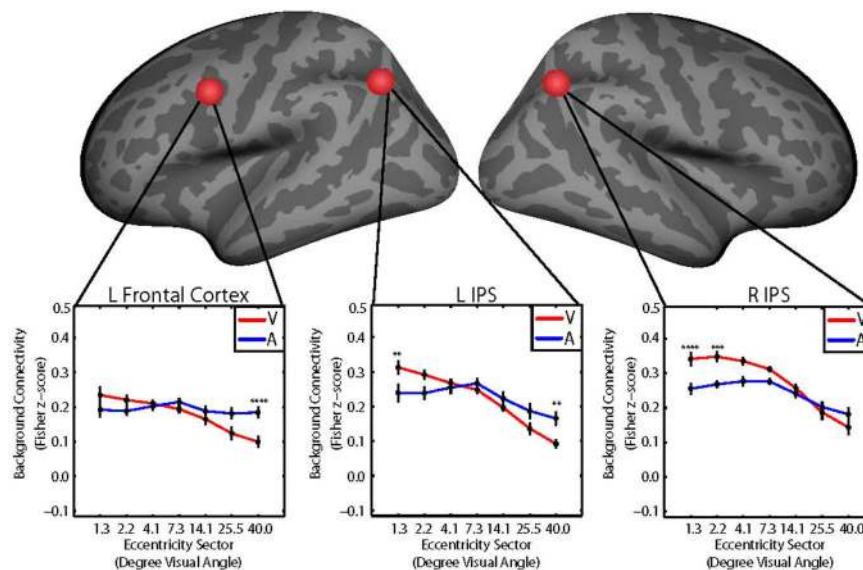 L Frontal Cortex
0.5
0.4
0.3
0.2
0.1
0.0
−0.1
Background Connectivity
(Fisher z−score)
V
A
****
1.3 2.2 4.1 7.3 14.1 25.5 40.0
Eccentricity Sector
(Degree Visual Angle)
L IPS
0.5
0.4
0.3
0.2
0.1
0.0
−0.1
Background Connectivity
(Fisher z−score)
V
A
**
**
1.3 2.2 4.1 7.3 14.1 25.5 40.0
Eccentricity Sector
(Degree Visual Angle)
R IPS
0.5
0.4
0.3
0.2
0.1
0.0
−0.1
Background Connectivity
(Fisher z−score)
V
A
**** ***
1.3 2.2 4.1 7.3 14.1 25.5 40.0
Eccentricity Sector
(Degree Visual Angle)